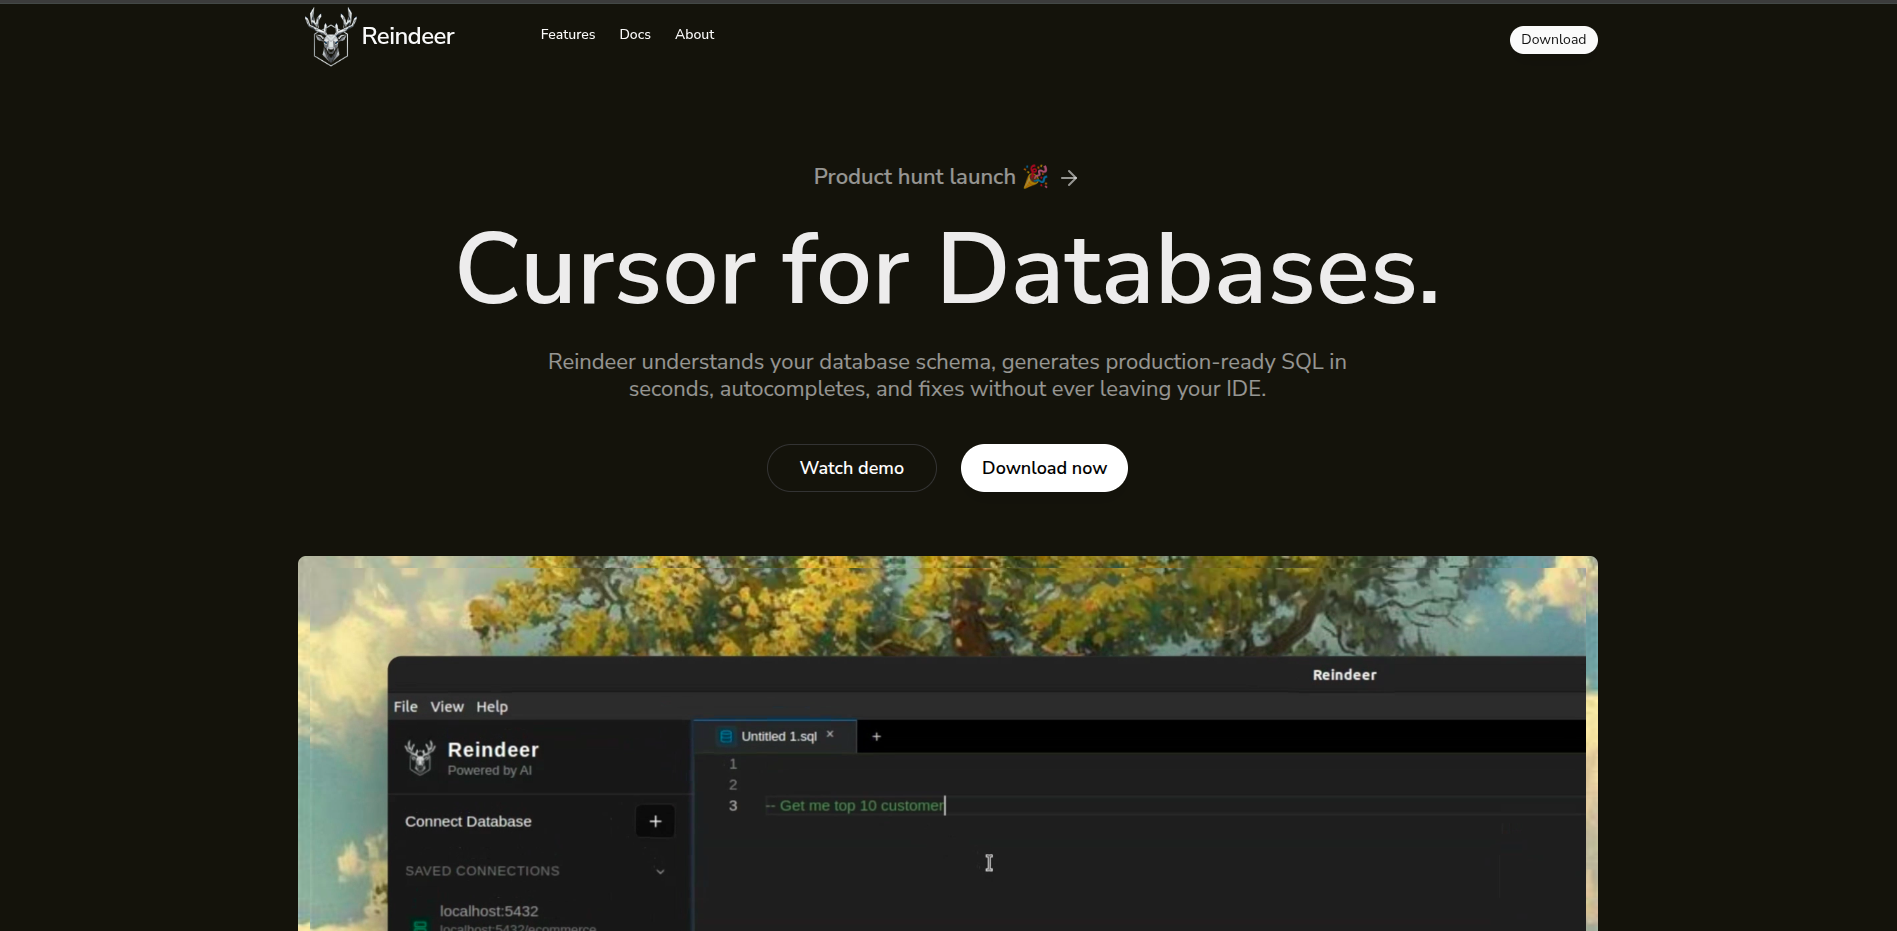 Reindeer
Features
Docs
About
Download
Product hunt launch 🎉 →
Cursor for Databases.
Reindeer understands your database schema, generates production-ready SQL in
seconds, autocompletes, and fixes without ever leaving your IDE.
Watch demo
Download now
Reindeer
File View Help
Reindeer
Powered by AI
Untitled 1.sql × +
1
2
3 -- Get me top 10 customer
Connect Database +
SAVED CONNECTIONS
localhost:5432
localhost:5432/ecommerce